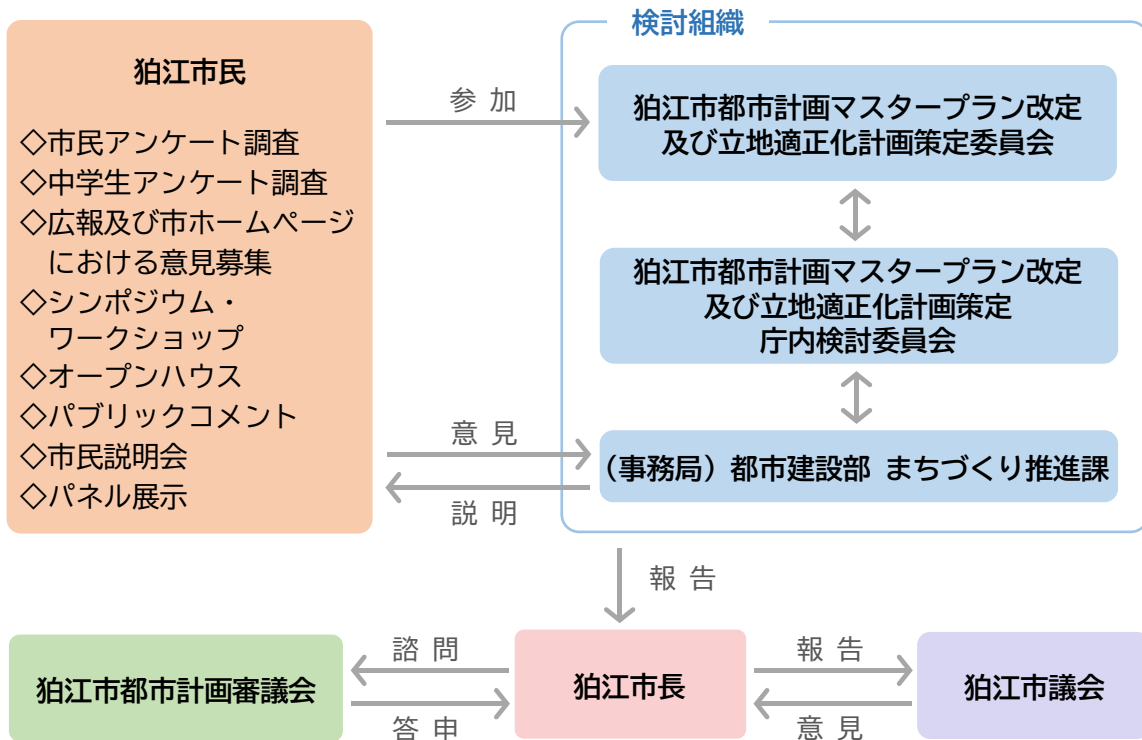 狛江市民
◇市民アンケート調査
◇中学生アンケート調査
◇広報及び市ホームページ
における意見募集
◇シンポジウム・
ワークショップ
◇オープンハウス
◇パブリックコメント
◇市民説明会
◇パネル展示
参加
意見
説明
検討組織
狛江市都市計画マスタープラン改定
及び立地適正化計画策定委員会
狛江市都市計画マスタープラン改定
及び立地適正化計画策定
庁内検討委員会
（事務局）都市建設部 まちづくり推進課
報告
狛江市都市計画審議会
諮問
答申
狛江市長
報告
意見
狛江市議会